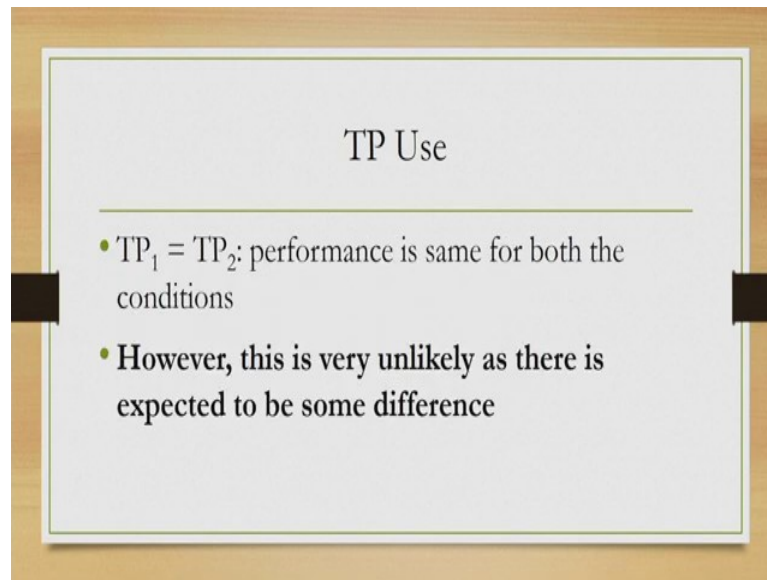 TP Use
• TP₁ = TP₂: performance is same for both the
conditions
• However, this is very unlikely as there is
expected to be some difference